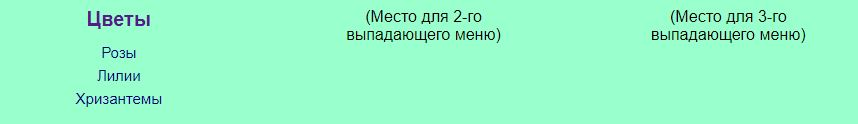 Цветы
Розы
Лилии
Хризантемы
(Место для 2-го
выпадающего меню)
(Место для 3-го
выпадающего меню)